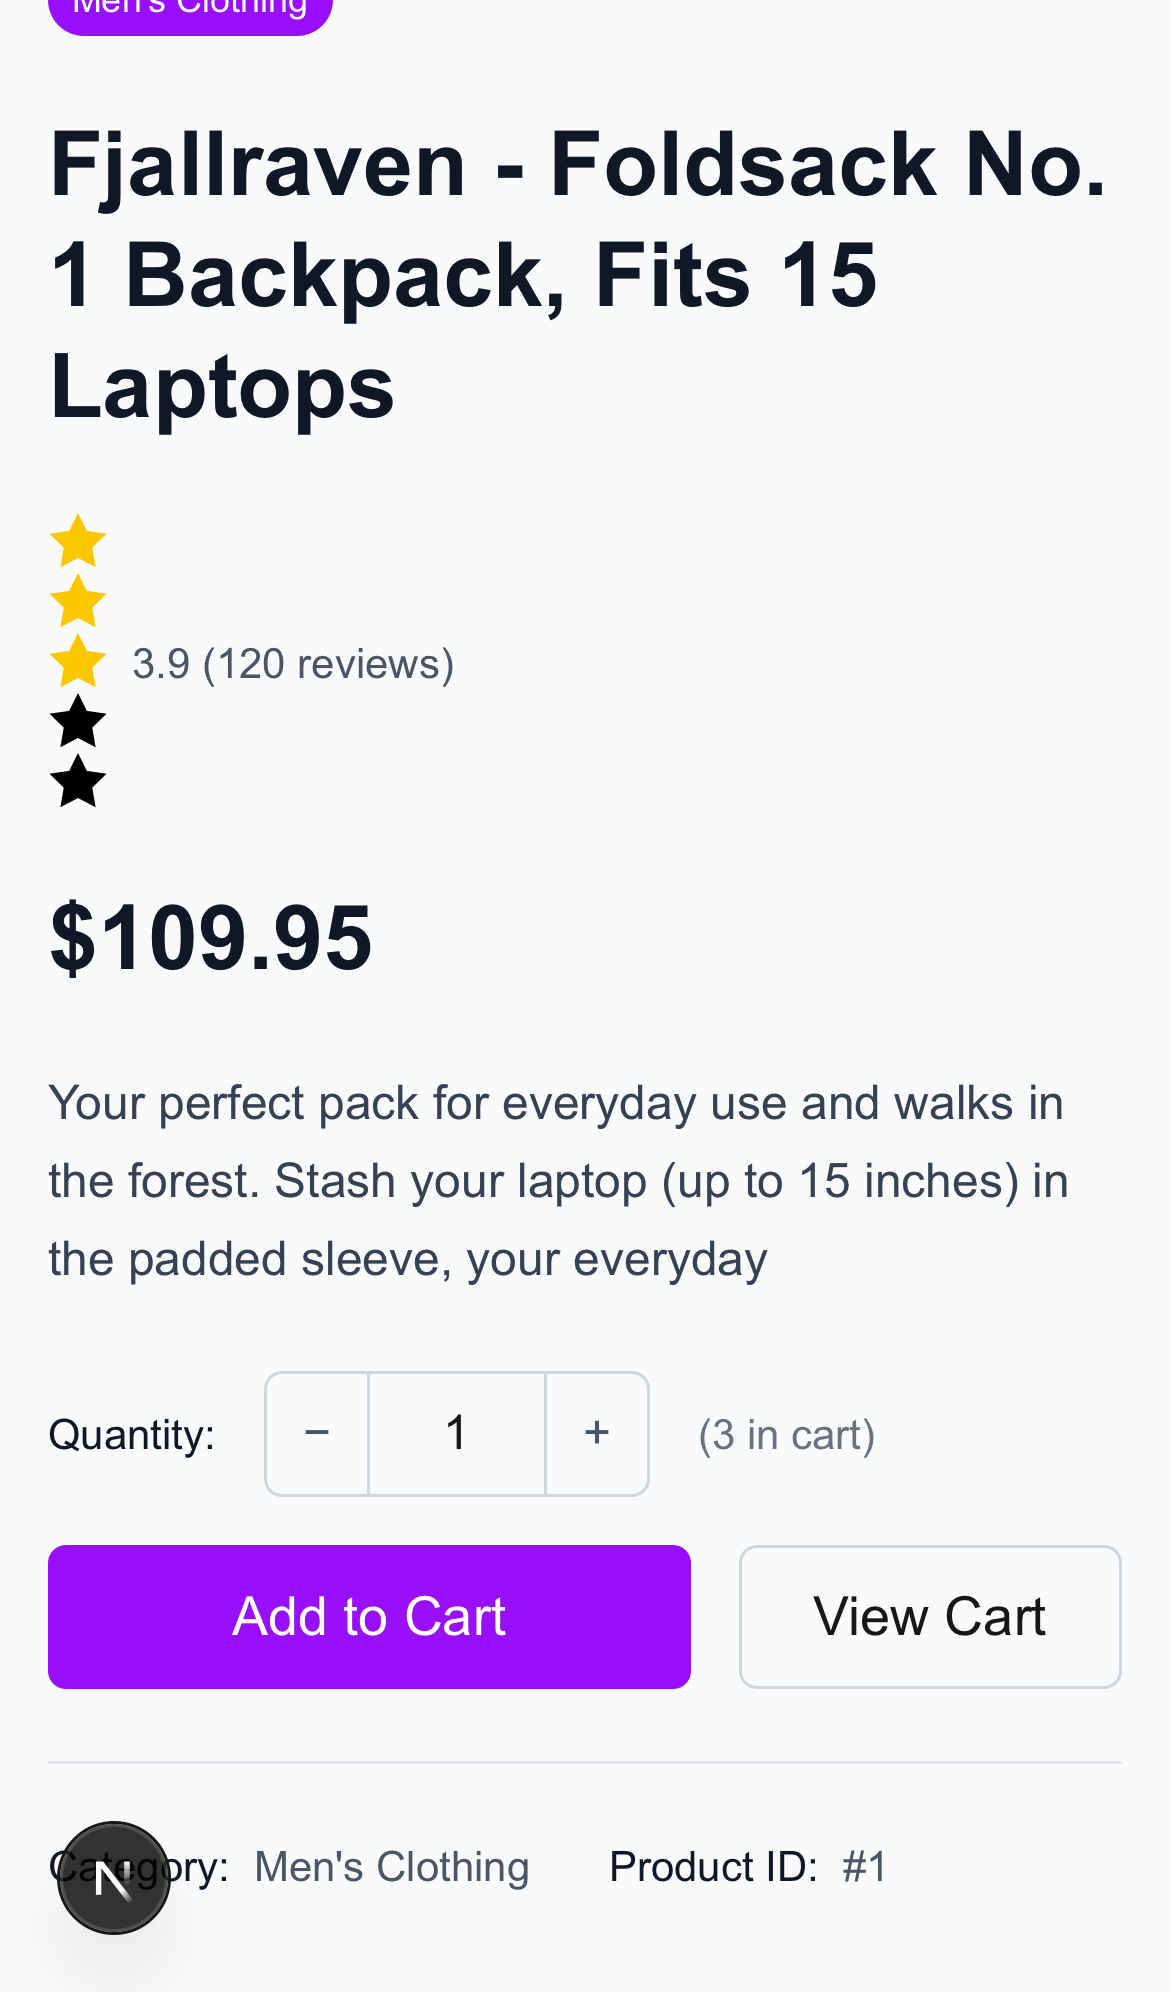 Men's Clothing
Fjallraven - Foldsack No.
1 Backpack, Fits 15
Laptops
3.9 (120 reviews)
$109.95
Your perfect pack for everyday use and walks in
the forest. Stash your laptop (up to 15 inches) in
the padded sleeve, your everyday
Quantity: − 1 + (3 in cart)
Add to Cart View Cart
Category: Men's Clothing Product ID: #1
N